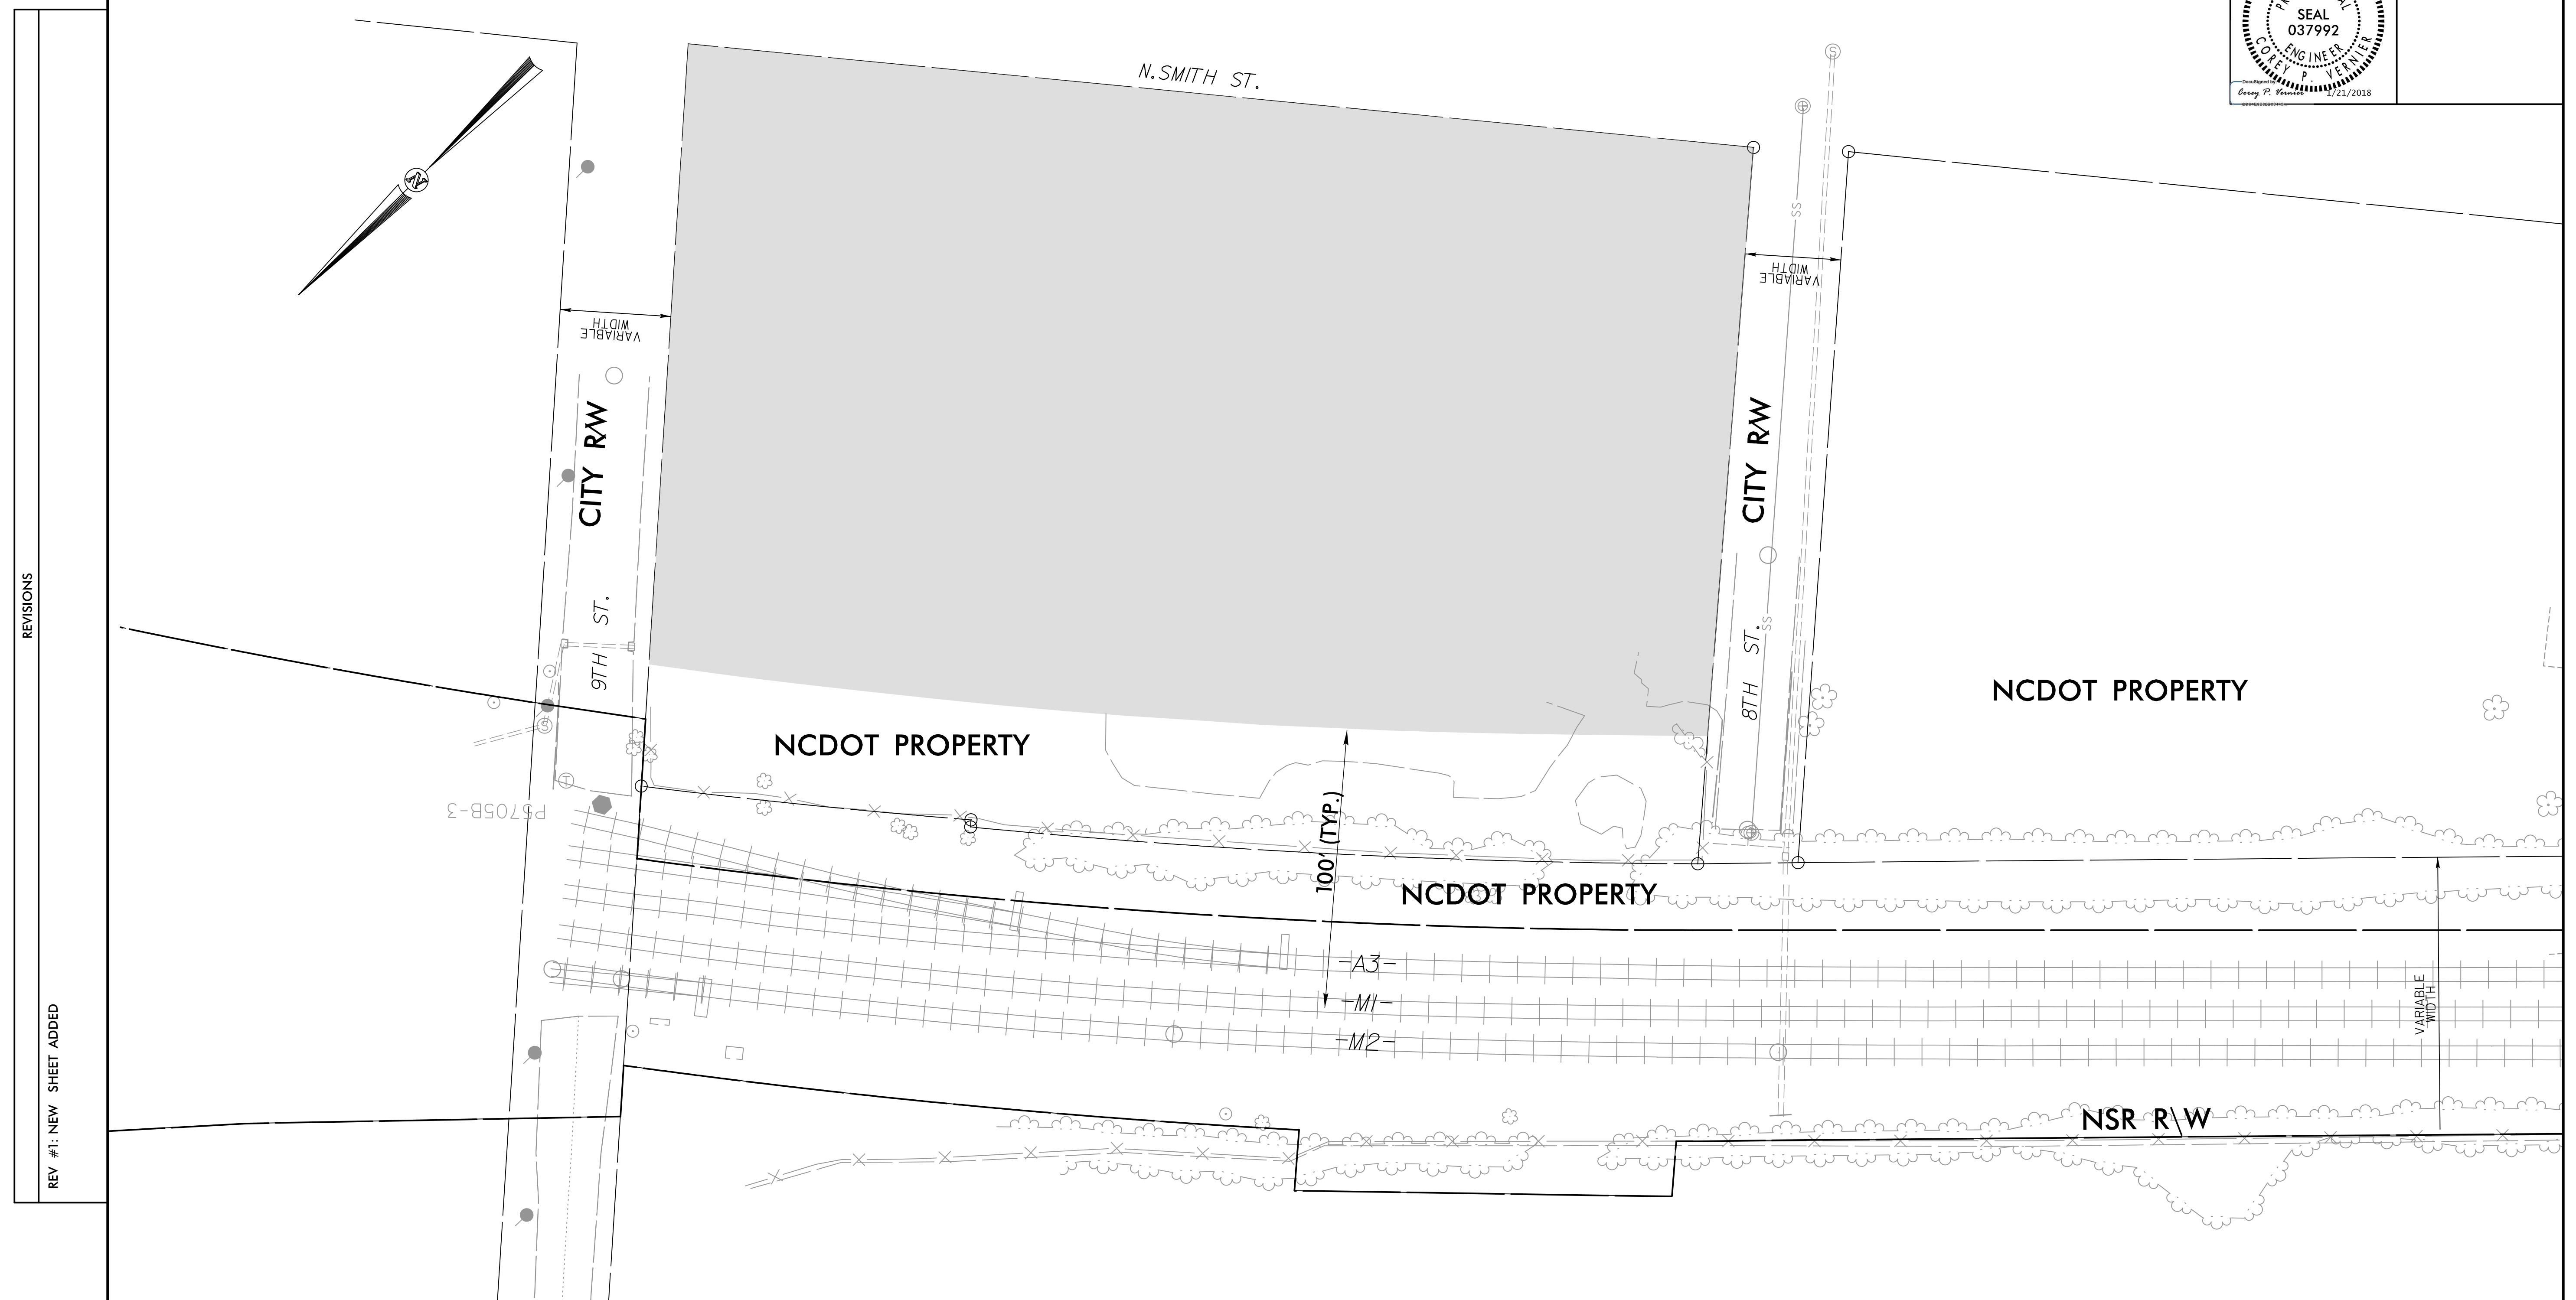 SEAL
037992
ENGINEER
COREY P. VERNIER
DocuSigned by
Corey P. Vernier
1/21/2018
N. SMITH ST.
N
VARIABLE
WIDTH
VARIABLE
WIDTH
CITY R/W
CITY R/W
SS
SS
9TH ST.
8TH ST.
S
S
T
NCDOT PROPERTY
NCDOT PROPERTY
P5705B-3
100' (TYP.)
NCDOT PROPERTY
-A3-
-M1-
-M2-
VARIABLE
WIDTH
NSR R\W
REVISIONS
REV #1: NEW SHEET ADDED